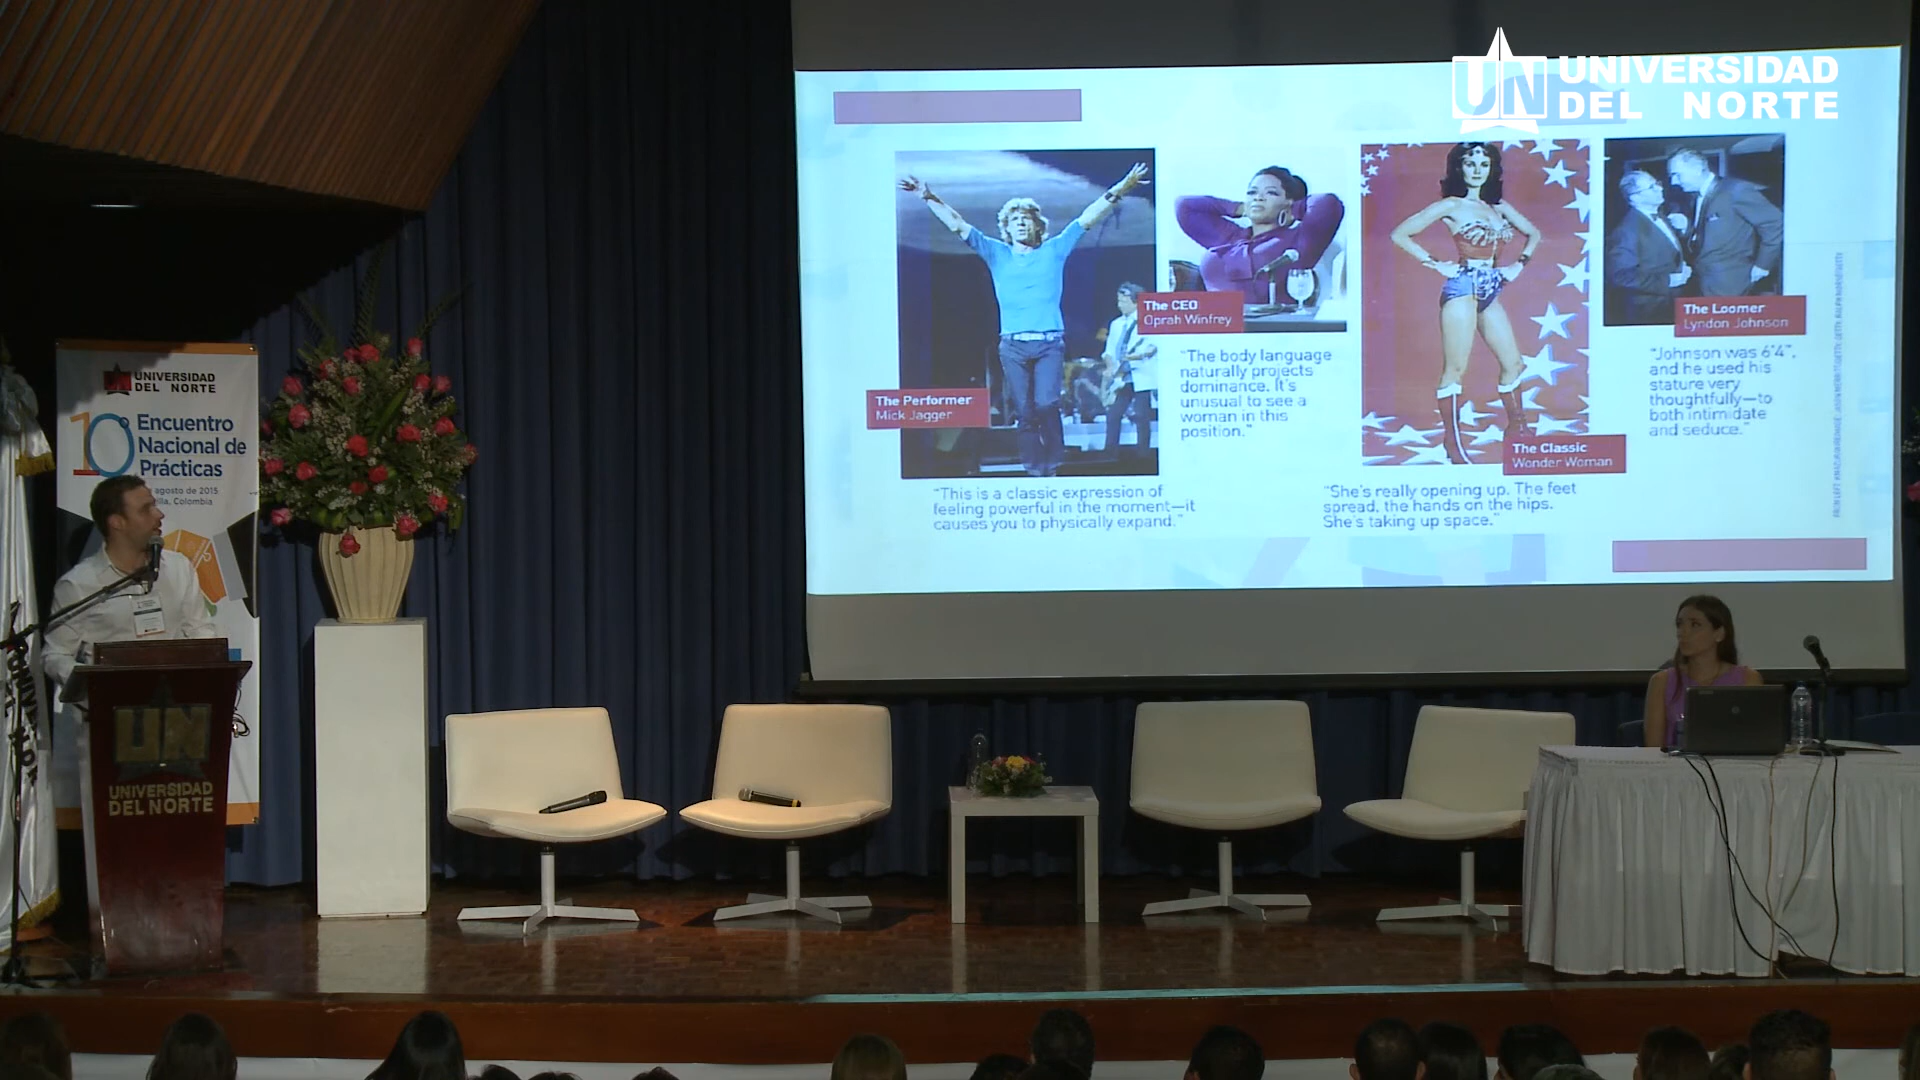 UNIVERSIDAD
DEL NORTE
UN
The CEO
Oprah Winfrey
The Loomer
Lyndon Johnson
"The body language
naturally projects
dominance. It's
unusual to see a
woman in this
position."
"Johnson was 6'4",
and he used his
stature very
thoughtfully—to
both intimidate
and seduce."
The Performer
Mick Jagger
The Classic
Wonder Woman
"This is a classic expression of
feeling powerful in the moment—it
causes you to physically expand."
"She's really opening up. The feet
spread, the hands on the hips.
She's taking up space."
UNIVERSIDAD
DEL NORTE
10º
Encuentro
Nacional de
Prácticas
agosto de 2015
Colombia
UN
UNIVERSIDAD
DEL NORTE